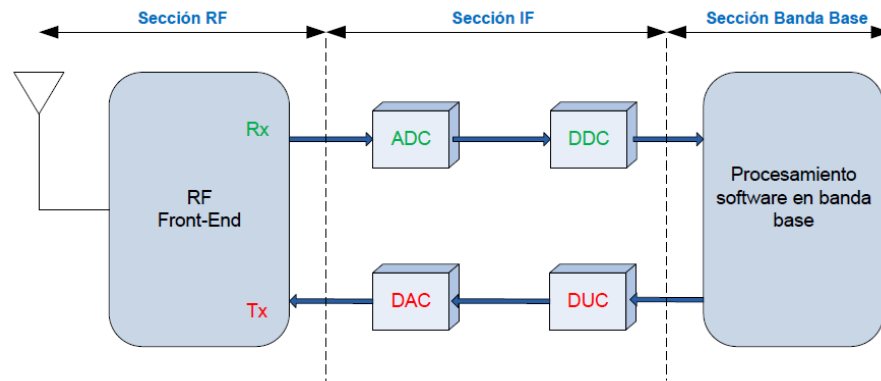 Sección RF
Sección IF
Sección Banda Base
Rx
ADC
DDC
RF
Front-End
Procesamiento
software en banda
base
Tx
DAC
DUC